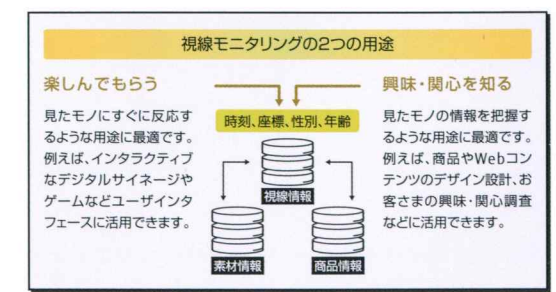 視線モニタリングの2つの用途
楽しんでもらう
見たモノにすぐに反応す
るような用途に最適です。
例えば、インタラクティブ
なデジタルサイネージや
ゲームなどユーザインタ
フェースに活用できます。
時刻、座標、性別、年齢
視線情報
素材情報
商品情報
興味・関心を知る
見たモノの情報を把握す
るような用途に最適です。
例えば、商品やWebコン
テンツのデザイン設計、お
客さまの興味・関心調査
などに活用できます。